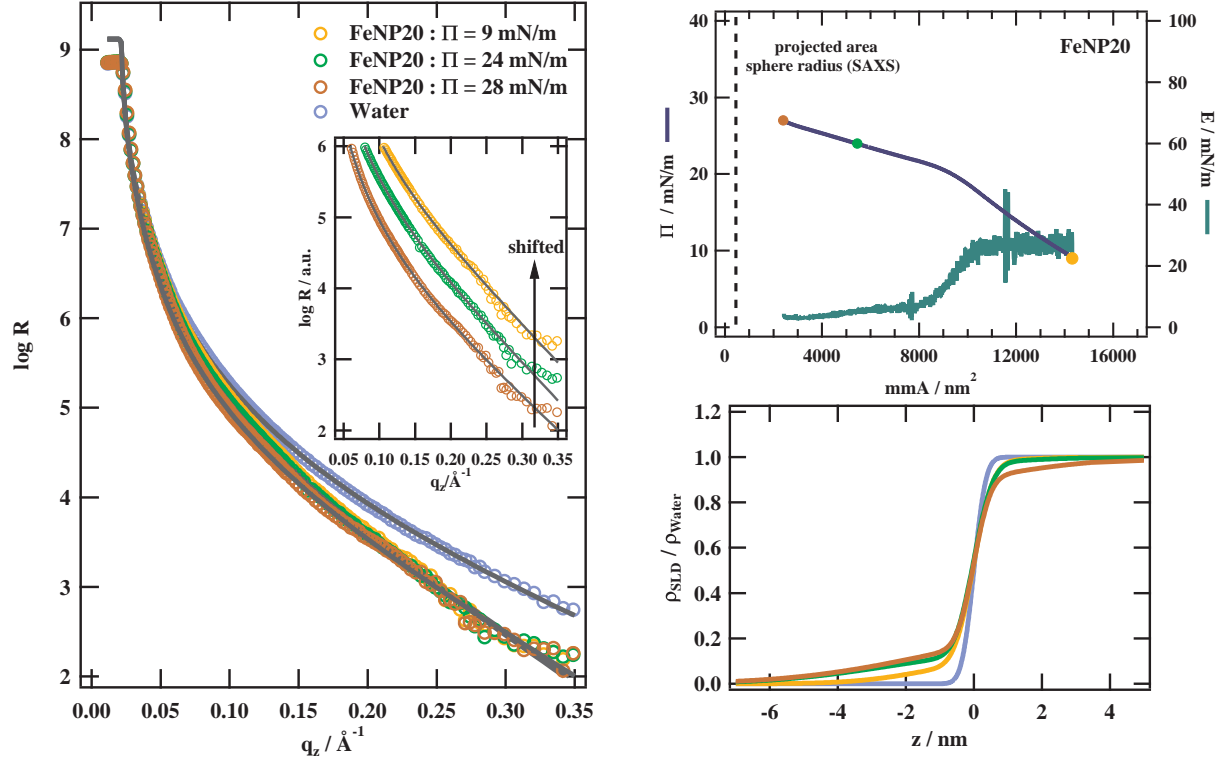 FeNP20 : Π = 9 mN/m
FeNP20 : Π = 24 mN/m
FeNP20 : Π = 28 mN/m
Water
log R
9
8
7
6
5
4
3
2
0.00 0.05 0.10 0.15 0.20 0.25 0.30 0.35
q_z / Å⁻¹
log R / a.u.
6
5
4
3
2
shifted
0.05 0.10 0.15 0.20 0.25 0.30 0.35
q_z/Å⁻¹
FeNP20
projected area
sphere radius (SAXS)
Π / mN/m
40
30
20
10
0
E / mN/m
100
80
60
40
20
0
0 4000 8000 12000 16000
mmA / nm²
ρ_SLD / ρ_Water
1.2
1.0
0.8
0.6
0.4
0.2
0.0
-6 -4 -2 0 2 4
z / nm